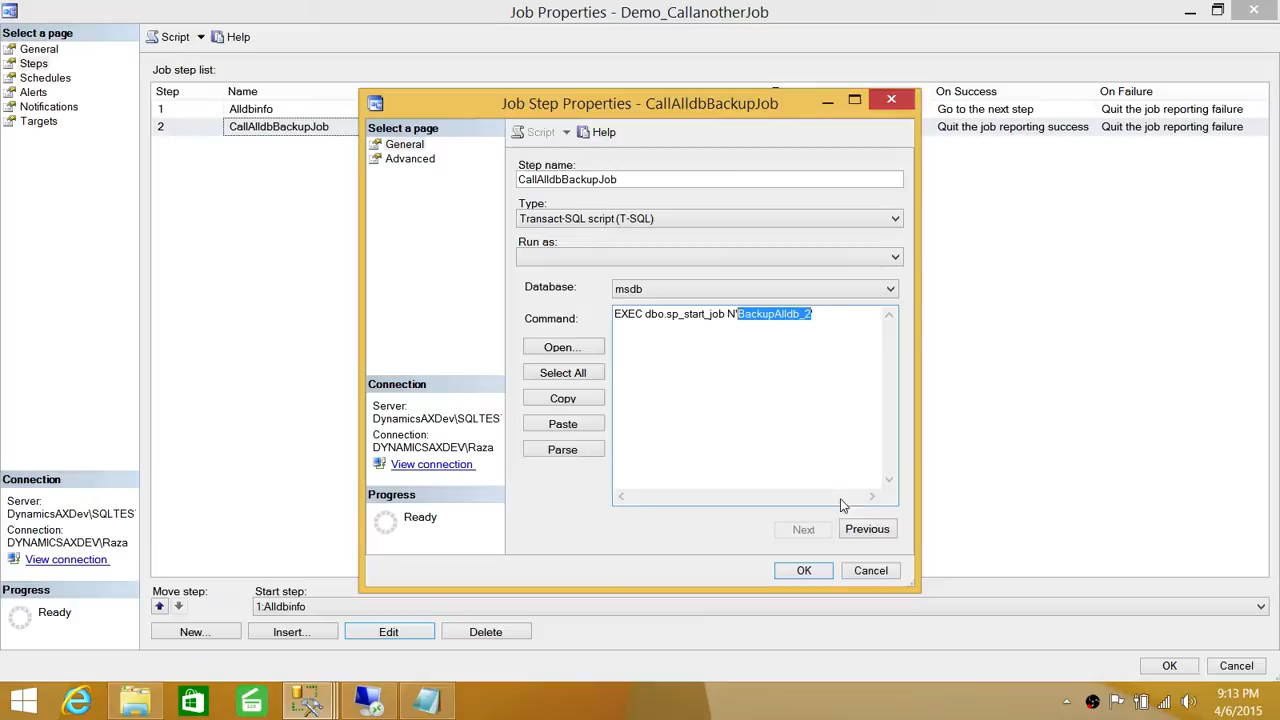 Job Properties - Demo_CallanotherJob
Select a page
General
Steps
Schedules
Alerts
Notifications
Targets
Script
Help
Job step list:
Step Name On Success On Failure
1 Alldbinfo Go to the next step Quit the job reporting failure
2 CallAlldbBackupJob Quit the job reporting success Quit the job reporting failure
Job Step Properties - CallAlldbBackupJob
Select a page
General
Advanced
Script
Help
Step name:
CallAlldbBackupJob
Type:
Transact-SQL script (T-SQL)
Run as:
Database:
msdb
Command:
EXEC dbo.sp_start_job N'BackupAlldb_2'
Open...
Select All
Copy
Paste
Parse
Connection
Server:
DynamicsAXDev\SQLTEST
Connection:
DYNAMICSAXDEV\Raza
View connection
Progress
Ready
Next
Previous
OK
Cancel
Connection
Server:
DynamicsAXDev\SQLTEST
Connection:
DYNAMICSAXDEV\Raza
View connection
Progress
Ready
Move step:
Start step:
1:Alldbinfo
New...
Insert...
Edit
Delete
OK
Cancel
9:13 PM
4/6/2015